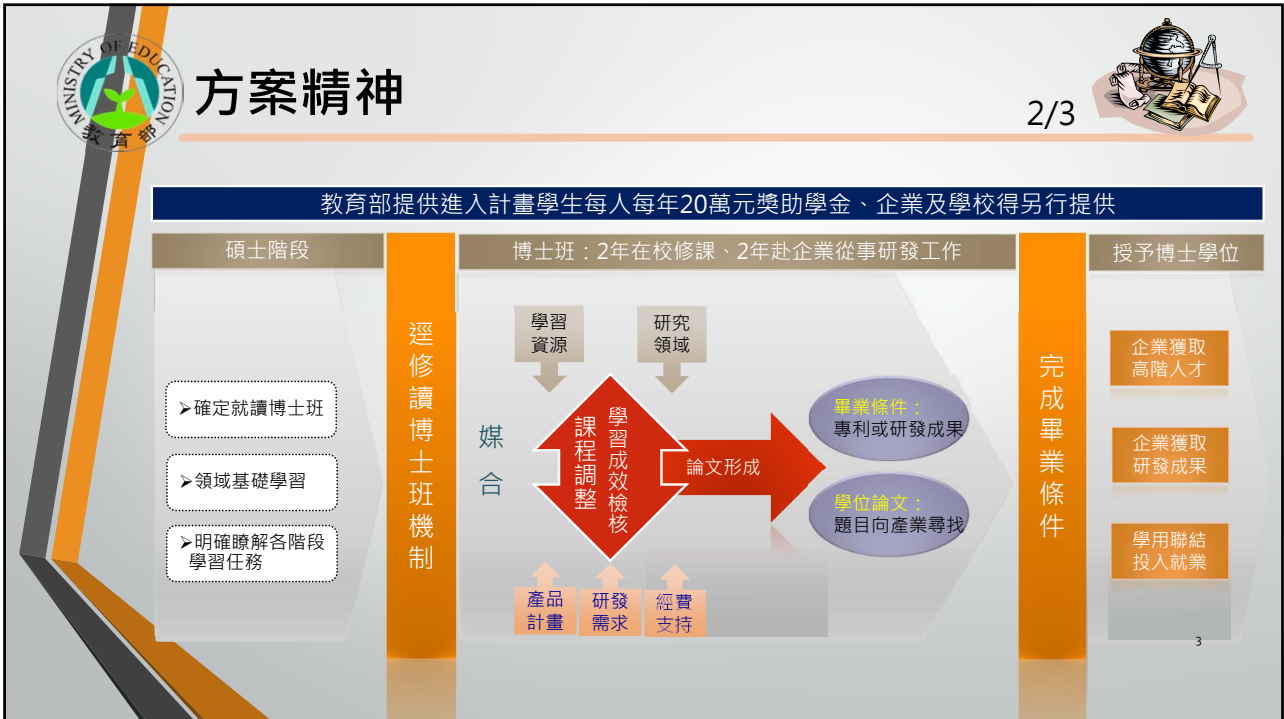 MINISTRY OF EDUCATION
教育部
方案精神
2/3
教育部提供進入計畫學生每人每年20萬元獎助學金、企業及學校得另行提供
碩士階段
➢確定就讀博士班
➢領域基礎學習
➢明確瞭解各階段
學習任務
逕修讀博士班機制
博士班：2年在校修課、2年赴企業從事研發工作
學習
資源
研究
領域
媒
合
課程調整
學習成效檢核
論文形成
畢業條件：
專利或研發成果
學位論文：
題目向產業尋找
產品
計畫
研發
需求
經費
支持
完成畢業條件
授予博士學位
企業獲取
高階人才
企業獲取
研發成果
學用聯結
投入就業
3